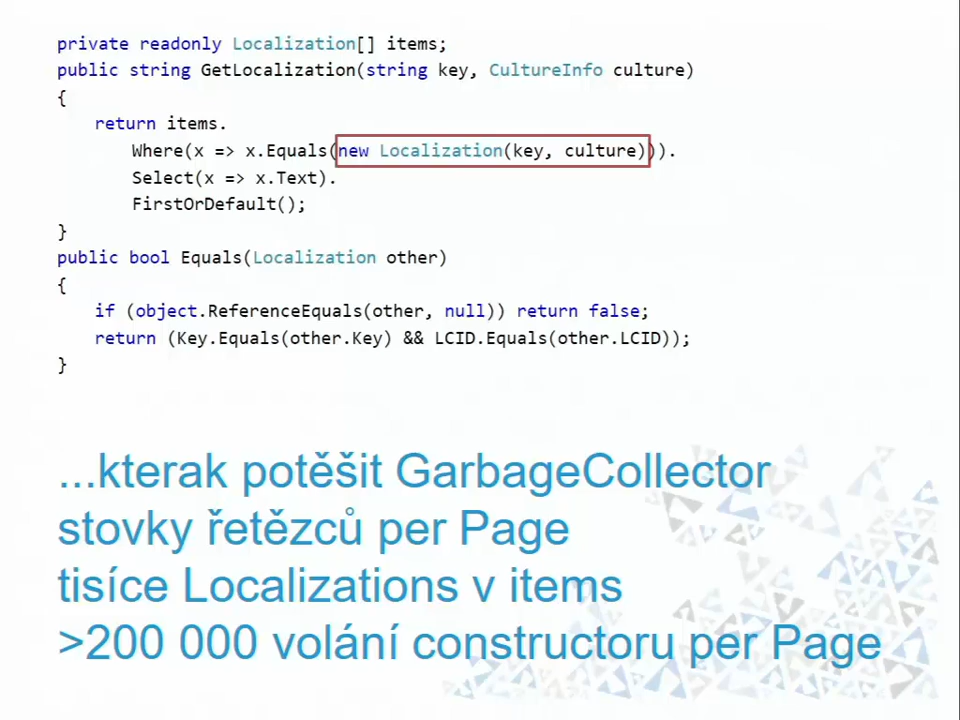 private readonly Localization[] items;
public string GetLocalization(string key, CultureInfo culture)
{
return items.
Where(x => x.Equals(new Localization(key, culture))).
Select(x => x.Text).
FirstOrDefault();
}
public bool Equals(Localization other)
{
if (object.ReferenceEquals(other, null)) return false;
return (Key.Equals(other.Key) && LCID.Equals(other.LCID));
}
...kterak potěšit GarbageCollector
stovky řetězců per Page
tisíce Localizations v items
>200 000 volání constructoru per Page